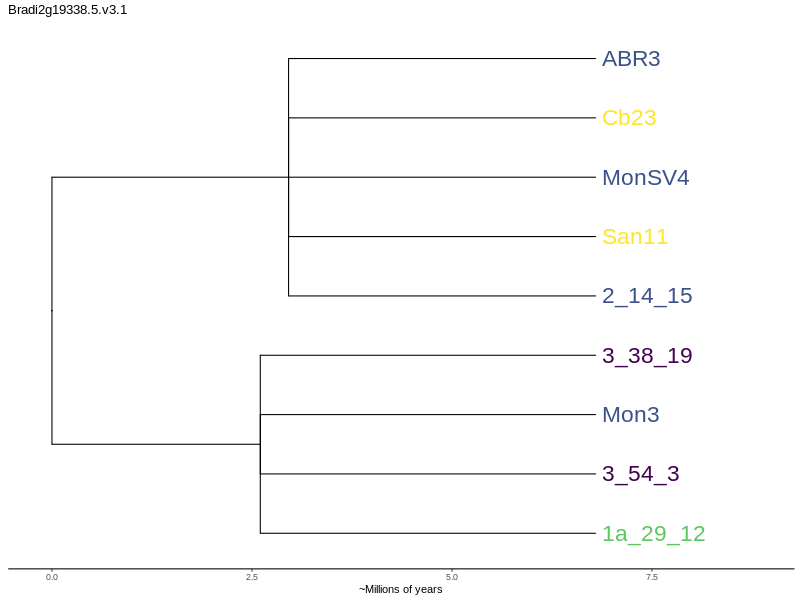 Bradi2g19338.5.v3.1
ABR3
Cb23
MonSV4
San11
2_14_15
3_38_19
Mon3
3_54_3
1a_29_12
0.0 2.5 5.0 7.5
~Millions of years